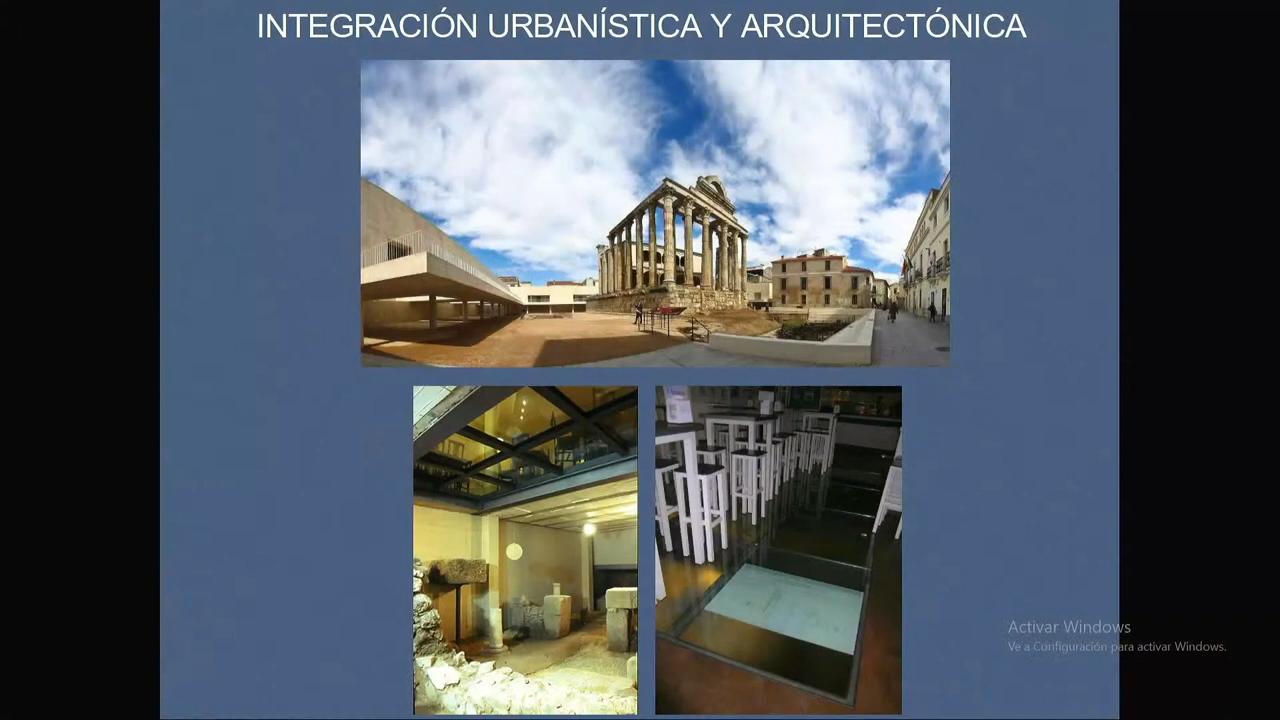 INTEGRACIÓN URBANÍSTICA Y ARQUITECTÓNICA
Activar Windows
Ve a Configuración para activar Windows.